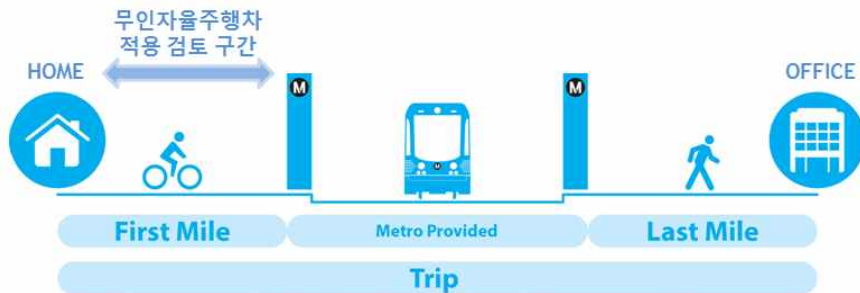 무인자율주행차
적용 검토 구간
HOME
OFFICE
M
M
M
First Mile
Metro Provided
Last Mile
Trip